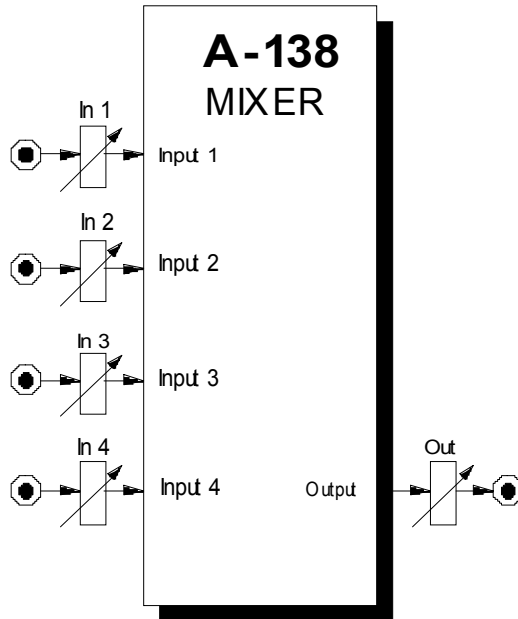 A-138
MIXER
In 1
Input 1
In 2
Input 2
In 3
Input 3
In 4
Input 4
Output
Out